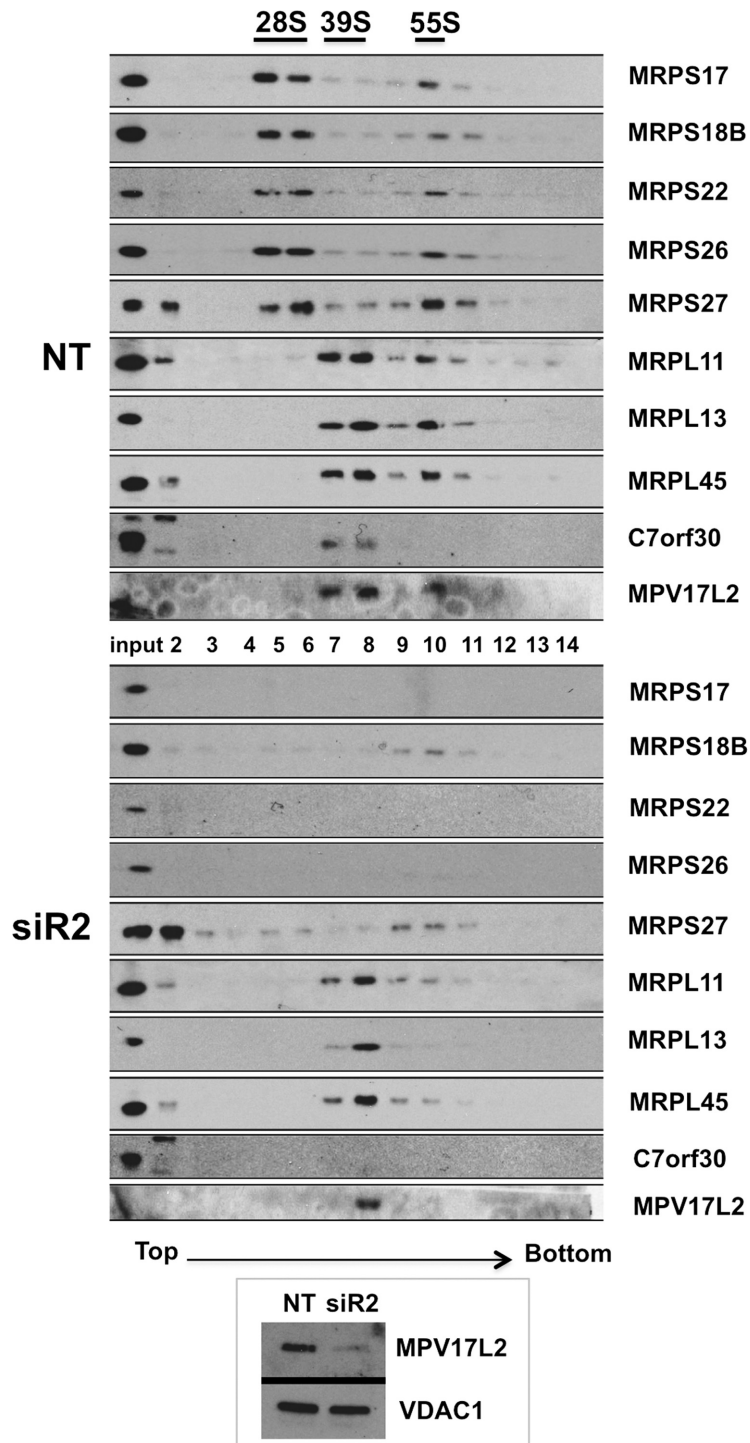 28S 39S 55S
MRPS17
MRPS18B
MRPS22
MRPS26
MRPS27
NT
MRPL11
MRPL13
MRPL45
C7orf30
MPV17L2
input 2 3 4 5 6 7 8 9 10 11 12 13 14
MRPS17
MRPS18B
MRPS22
MRPS26
siR2
MRPS27
MRPL11
MRPL13
MRPL45
C7orf30
MPV17L2
Top Bottom
NT siR2
MPV17L2
VDAC1